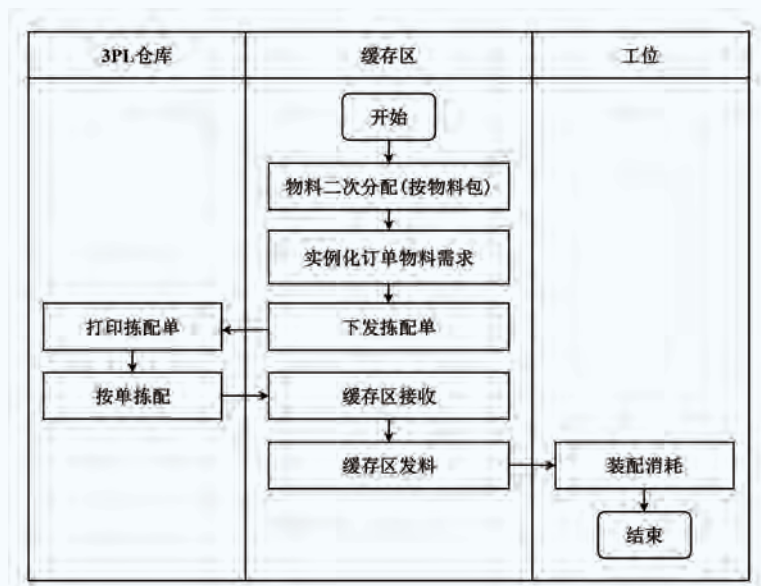 3PL仓库
缓存区
工位
开始
物料二次分配(按物料包)
实例化订单物料需求
打印拣配单
下发拣配单
按单拣配
缓存区接收
缓存区发料
装配消耗
结束